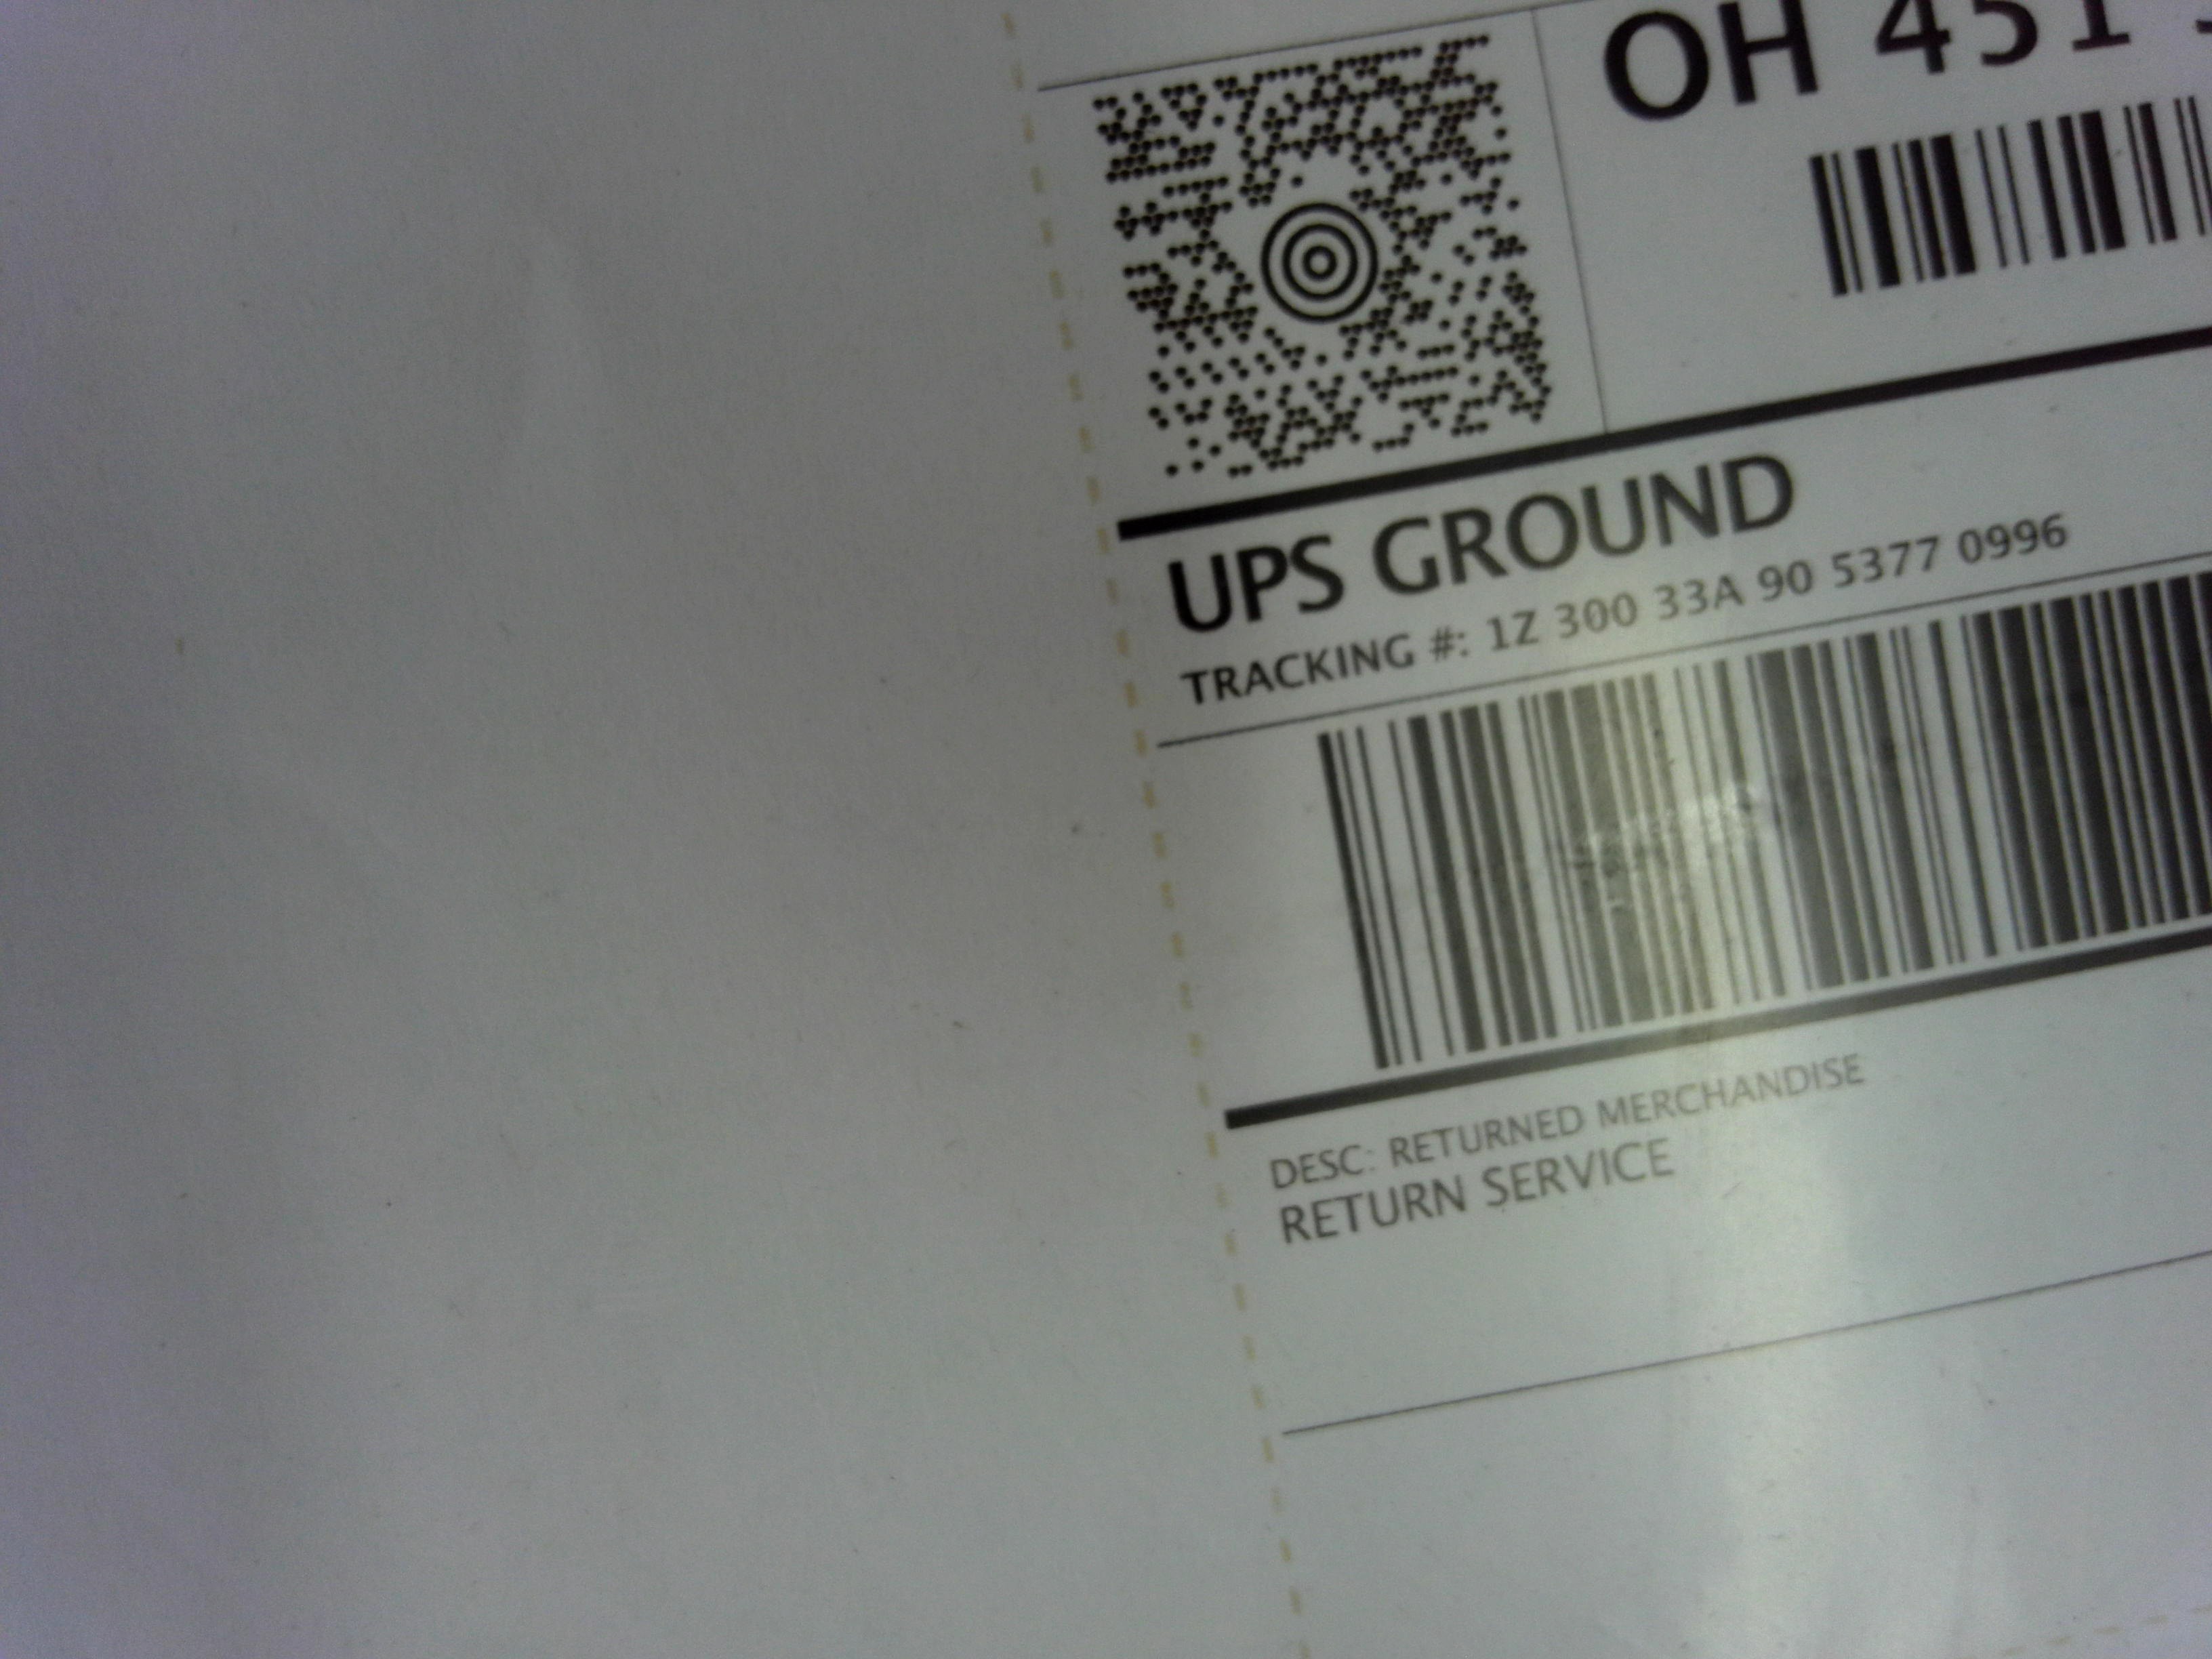 OH 451
UPS GROUND
TRACKING #: 1Z 300 33A 90 5377 0996
DESC: RETURNED MERCHANDISE
RETURN SERVICE